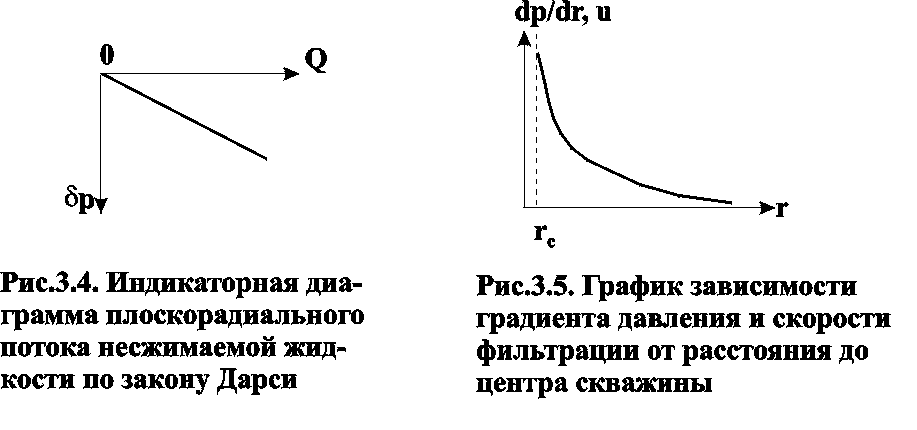 0
Q
δp
Рис.3.4. Индикаторная диа-
грамма плоскорадиального
потока несжимаемой жид-
кости по закону Дарси
dp/dr, u
r
rc
Рис.3.5. График зависимости
градиента давления и скорости
фильтрации от расстояния до
центра скважины